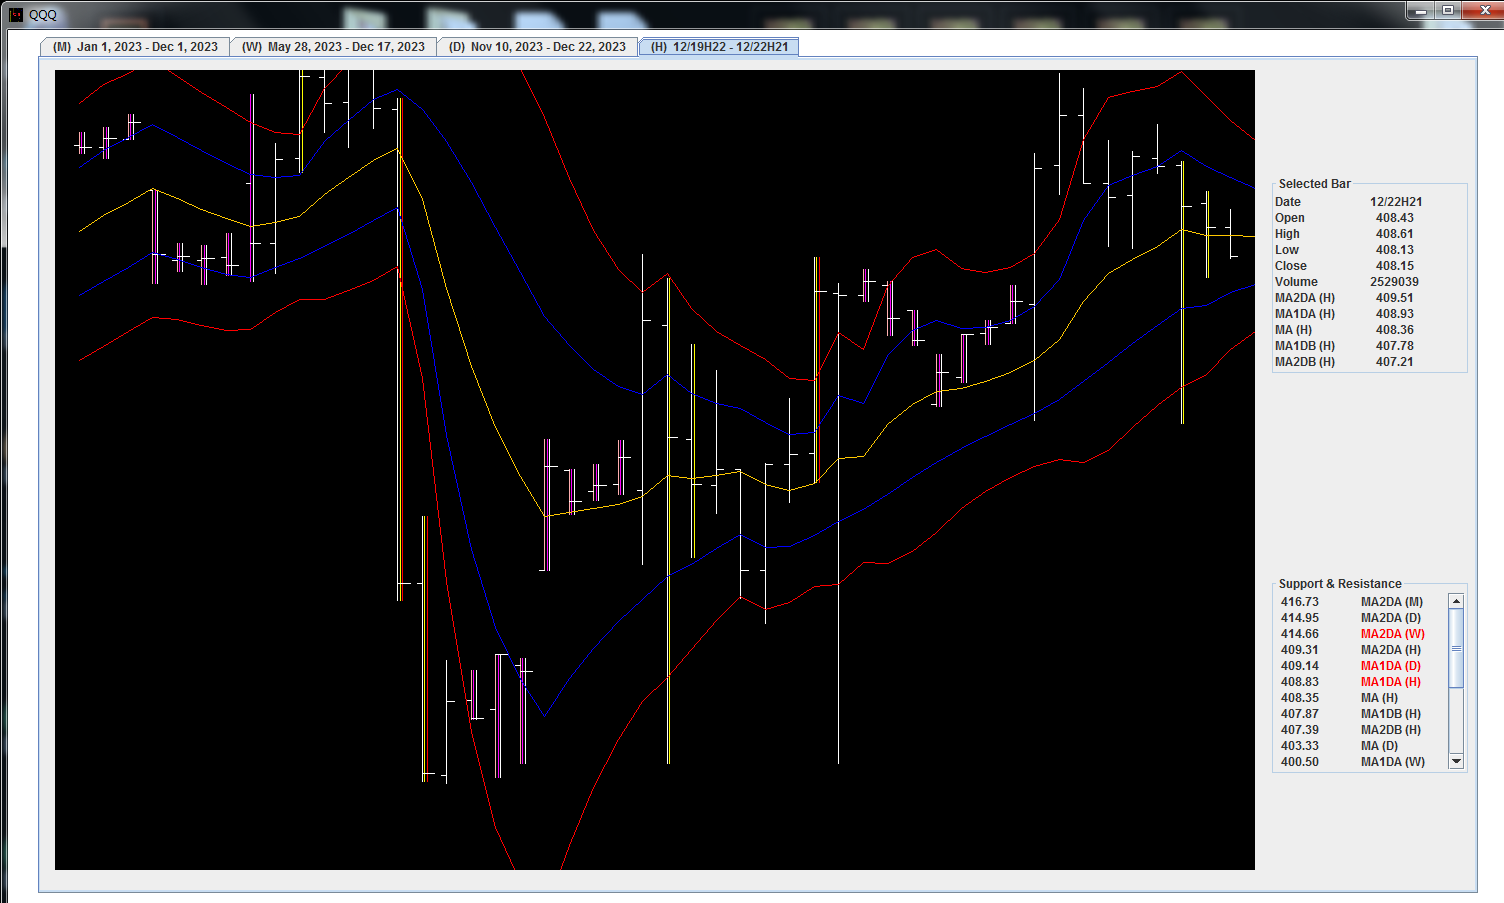 QQQ
(M) Jan 1, 2023 - Dec 1, 2023
(W) May 28, 2023 - Dec 17, 2023
(D) Nov 10, 2023 - Dec 22, 2023
(H) 12/19H22 - 12/22H21
Selected Bar
Date 12/22H21
Open 408.43
High 408.61
Low 408.13
Close 408.15
Volume 2529039
MA2DA (H) 409.51
MA1DA (H) 408.93
MA (H) 408.36
MA1DB (H) 407.78
MA2DB (H) 407.21
Support & Resistance
416.73 MA2DA (M)
414.95 MA2DA (D)
414.66 MA2DA (W)
409.31 MA2DA (H)
409.14 MA1DA (D)
408.83 MA1DA (H)
408.35 MA (H)
407.87 MA1DB (H)
407.39 MA2DB (H)
403.33 MA (D)
400.50 MA1DA (W)